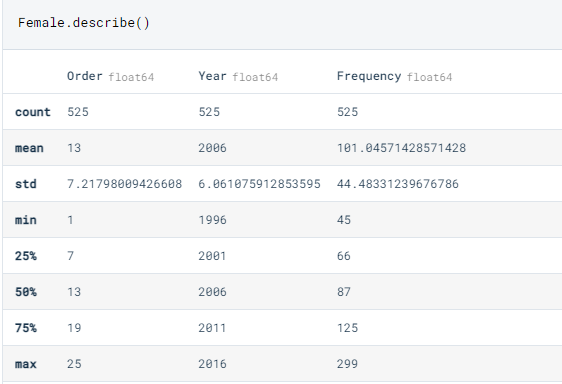 Female.describe()
Order float64 Year float64 Frequency float64
count 525 525 525
mean 13 2006 101.04571428571428
std 7.21798009426608 6.061075912853595 44.48331239676786
min 1 1996 45
25% 7 2001 66
50% 13 2006 87
75% 19 2011 125
max 25 2016 299